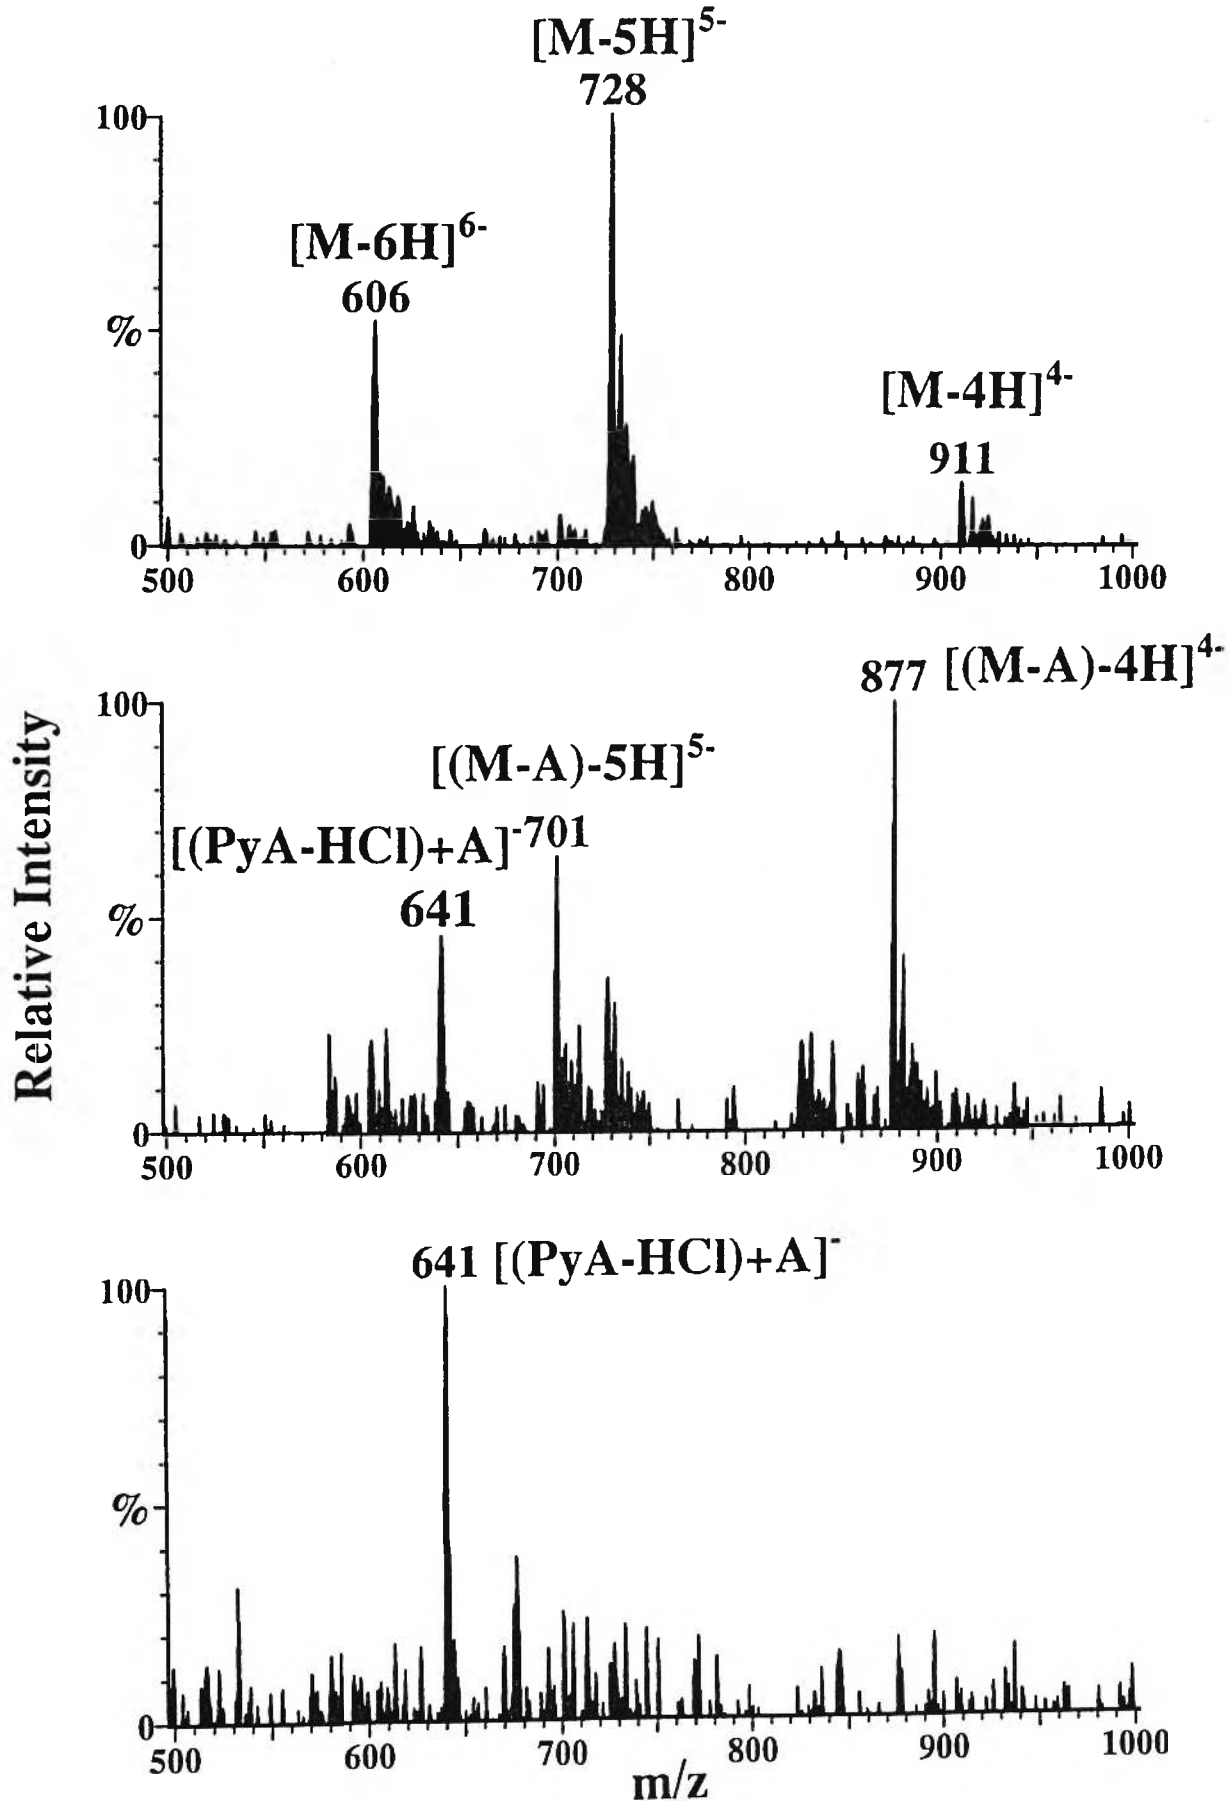 [M-5H]5-
728
100
[M-6H]6-
606
%
[M-4H]4-
911
0
500 600 700 800 900 1000
Relative Intensity
877 [(M-A)-4H]4-
100
[(M-A)-5H]5-
[(PyA-HCl)+A]- 701
641
%
0
500 600 700 800 900 1000
641 [(PyA-HCl)+A]-
100
%
0
500 600 700 800 900 1000
m/z